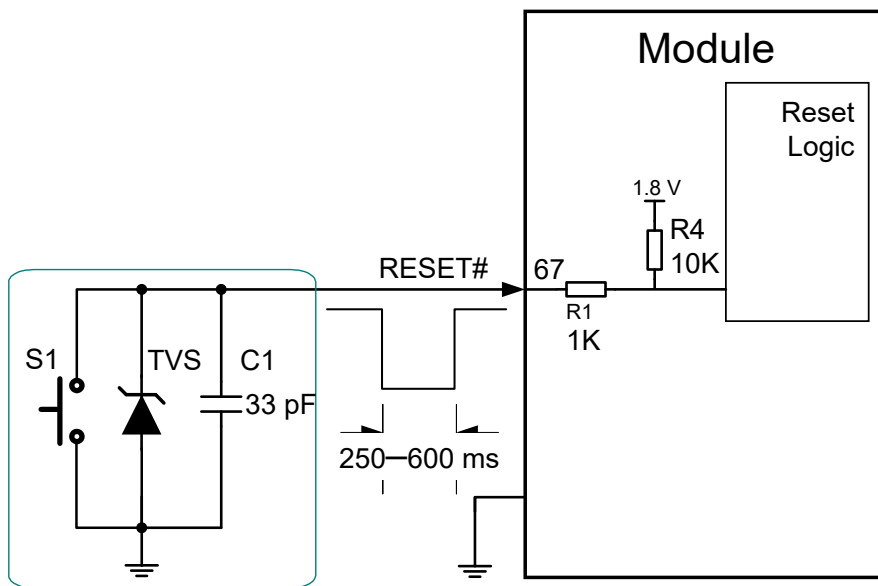 Module
Reset
Logic
1.8 V
R4
10K
RESET#
67
R1
1K
S1
TVS
C1
33 pF
250—600 ms